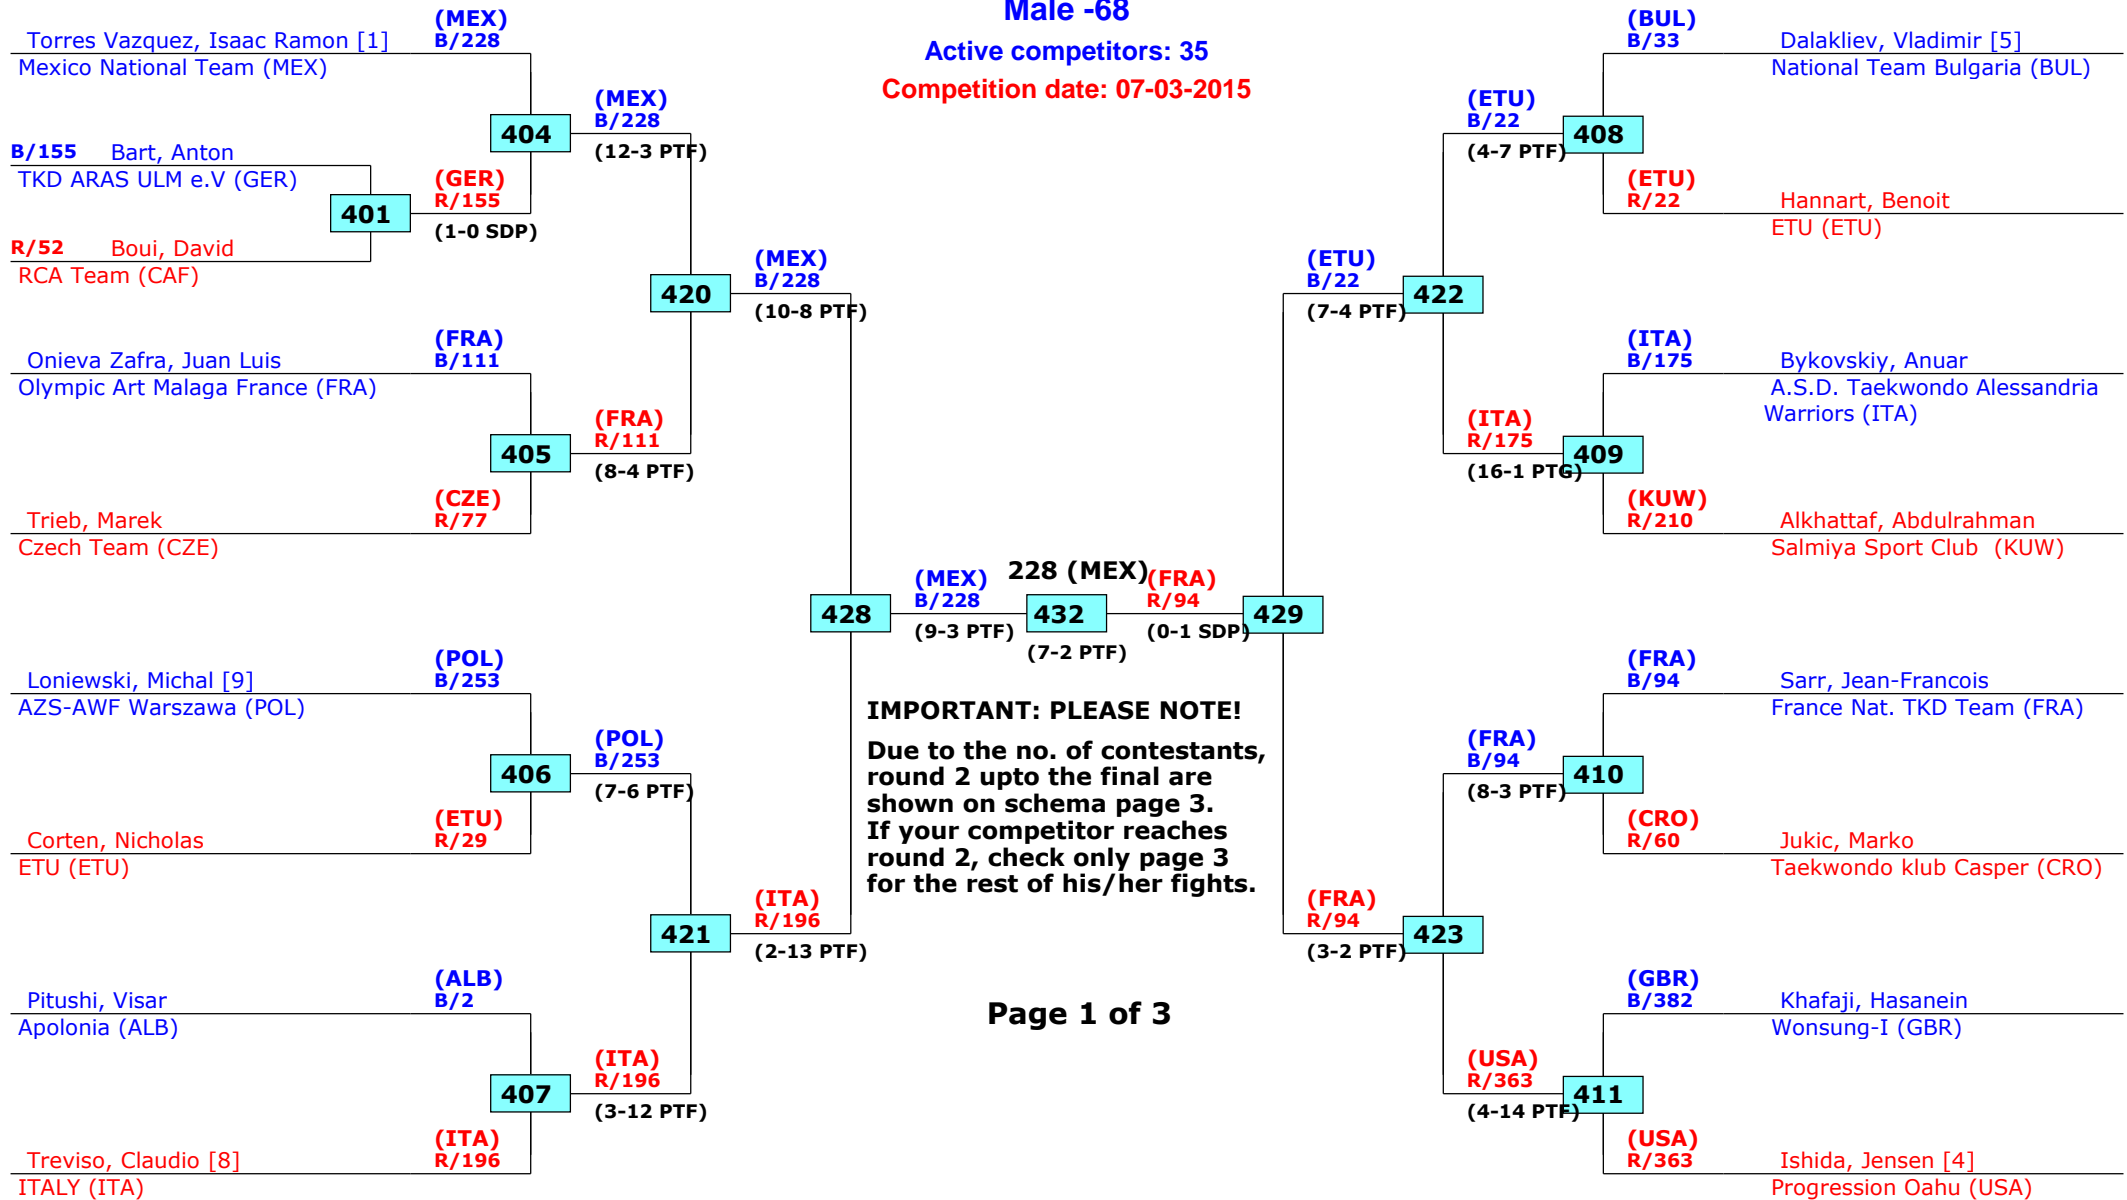 Male -68
Active competitors: 35
Competition date: 07-03-2015
(MEX)
Torres Vazquez, Isaac Ramon [1] B/228
Mexico National Team (MEX)
(MEX)
B/228
404
(12-3 PTF)
B/155 Bart, Anton
TKD ARAS ULM e.V (GER)
(GER)
R/155
401
(1-0 SDP)
R/52 Boui, David
RCA Team (CAF)
(MEX)
B/228
420
(10-8 PTF)
(FRA)
Onieva Zafra, Juan Luis B/111
Olympic Art Malaga France (FRA)
(FRA)
R/111
405
(8-4 PTF)
(CZE)
Trieb, Marek R/77
Czech Team (CZE)
(MEX)
B/228
428
(9-3 PTF)
228 (MEX)
432
(7-2 PTF)
(FRA)
R/94
429
(0-1 SDP)
(POL)
Loniewski, Michal [9] B/253
AZS-AWF Warszawa (POL)
(POL)
B/253
406
(7-6 PTF)
(ETU)
Corten, Nicholas R/29
ETU (ETU)
(ITA)
R/196
421
(2-13 PTF)
(ALB)
Pitushi, Visar B/2
Apolonia (ALB)
(ITA)
R/196
407
(3-12 PTF)
(ITA)
Treviso, Claudio [8] R/196
ITALY (ITA)
IMPORTANT: PLEASE NOTE!
Due to the no. of contestants,
round 2 upto the final are
shown on schema page 3.
If your competitor reaches
round 2, check only page 3
for the rest of his/her fights.
Page 1 of 3
(BUL)
B/33 Dalakliev, Vladimir [5]
National Team Bulgaria (BUL)
(ETU)
B/22
408
(4-7 PTF)
(ETU)
R/22 Hannart, Benoit
ETU (ETU)
(ETU)
B/22
422
(7-4 PTF)
(ITA)
B/175 Bykovskiy, Anuar
A.S.D. Taekwondo Alessandria
Warriors (ITA)
(ITA)
R/175
409
(16-1 PTG)
(KUW)
R/210 Alkhattaf, Abdulrahman
Salmiya Sport Club (KUW)
(FRA)
B/94 Sarr, Jean-Francois
France Nat. TKD Team (FRA)
(FRA)
B/94
410
(8-3 PTF)
(CRO)
R/60 Jukic, Marko
Taekwondo klub Casper (CRO)
(FRA)
R/94
423
(3-2 PTF)
(GBR)
B/382 Khafaji, Hasanein
Wonsung-I (GBR)
(USA)
R/363
411
(4-14 PTF)
(USA)
R/363 Ishida, Jensen [4]
Progression Oahu (USA)